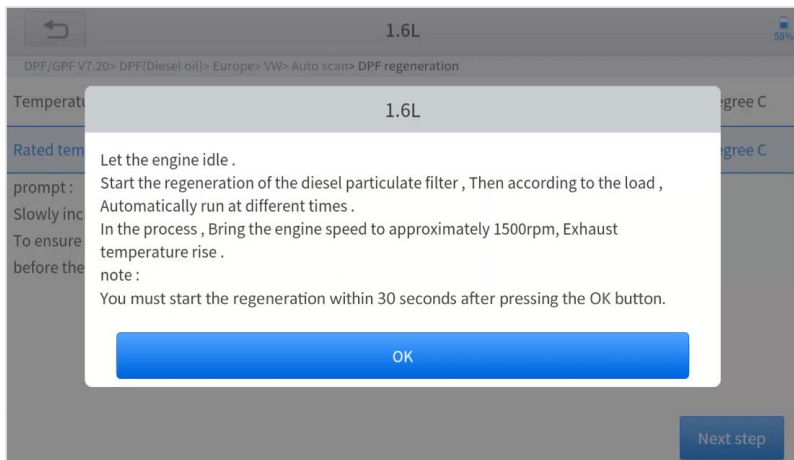 1.6L
58%
DPF/GPF V7.20> DPF(Diesel oil)> Europe> VW> Auto scan> DPF regeneration
1.6L
egree C
Rated tem
egree C
Let the engine idle .
Start the regeneration of the diesel particulate filter , Then according to the load ,
Automatically run at different times .
In the process , Bring the engine speed to approximately 1500rpm, Exhaust
temperature rise .
note :
You must start the regeneration within 30 seconds after pressing the OK button.
prompt :
Slowly inc
To ensure
before the
OK
Next step